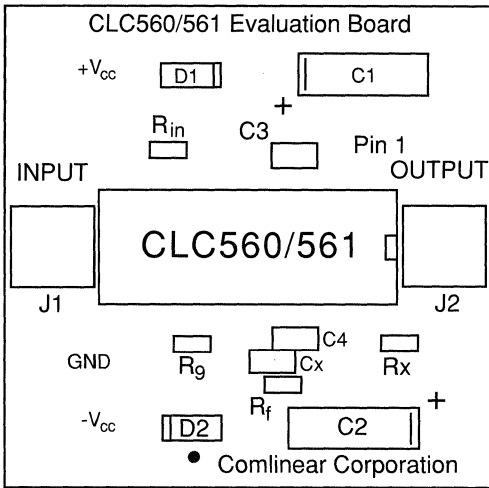 CLC560/561 Evaluation Board
+Vcc
D1
C1
+
Rin
C3
Pin 1
INPUT
OUTPUT
CLC560/561
J1
J2
C4
GND
Rg
Cx
Rx
Rf
+
-Vcc
D2
C2
Comlinear Corporation